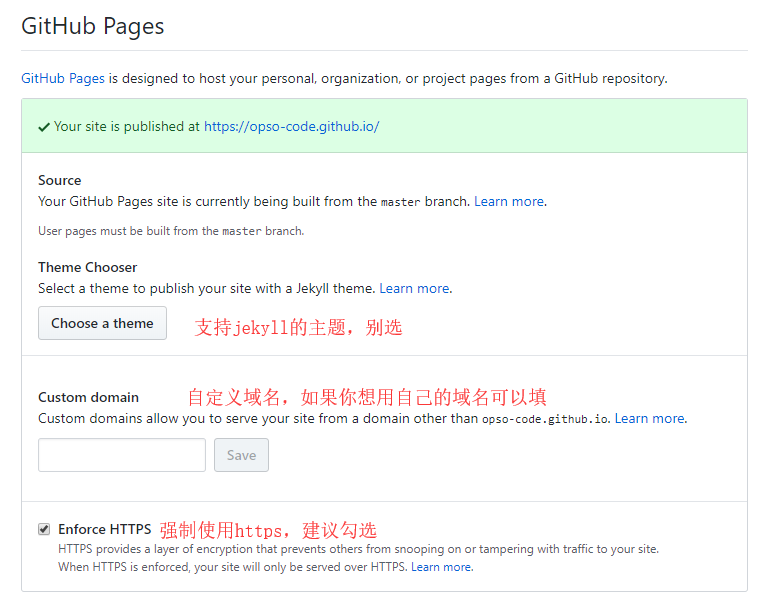 GitHub Pages
GitHub Pages is designed to host your personal, organization, or project pages from a GitHub repository.
Your site is published at https://opso-code.github.io/
Source
Your GitHub Pages site is currently being built from the master branch. Learn more.
User pages must be built from the master branch.
Theme Chooser
Select a theme to publish your site with a Jekyll theme. Learn more.
Choose a theme 支持jekyll的主题，别选
Custom domain 自定义域名，如果你想用自己的域名可以填
Custom domains allow you to serve your site from a domain other than opso-code.github.io. Learn more.
Save
Enforce HTTPS 强制使用https，建议勾选
HTTPS provides a layer of encryption that prevents others from snooping on or tampering with traffic to your site.
When HTTPS is enforced, your site will only be served over HTTPS. Learn more.